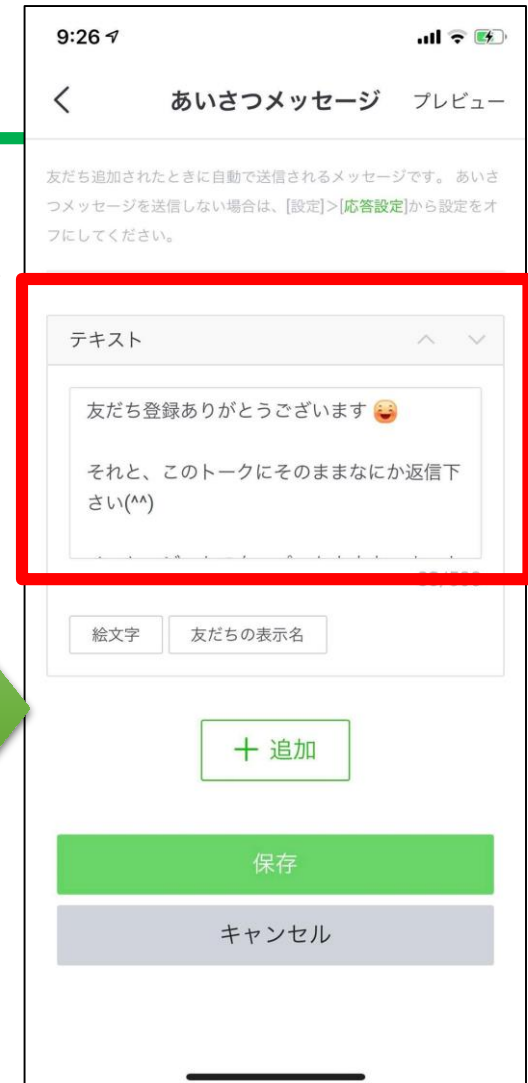 9:26
あいさつメッセージ プレビュー
友だち追加されたときに自動で送信されるメッセージです。 あいさ
つメッセージを送信しない場合は、[設定]>[応答設定]から設定をオ
フにしてください。
テキスト
友だち登録ありがとうございます
それと、このトークにそのままなにか返信下
さい(^^)
絵文字 友だちの表示名
+ 追加
保存
キャンセル